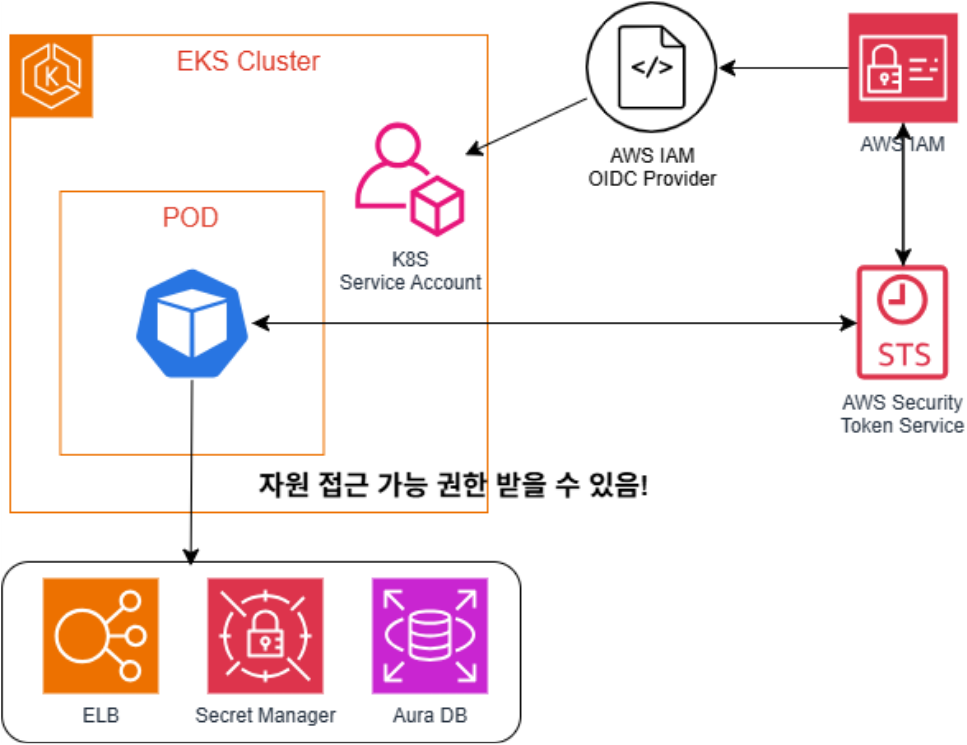 EKS Cluster
K
</>
AWS IAM
OIDC Provider
AWS IAM
POD
K8S
Service Account
STS
AWS Security
Token Service
자원 접근 가능 권한 받을 수 있음!
ELB
Secret Manager
Aura DB